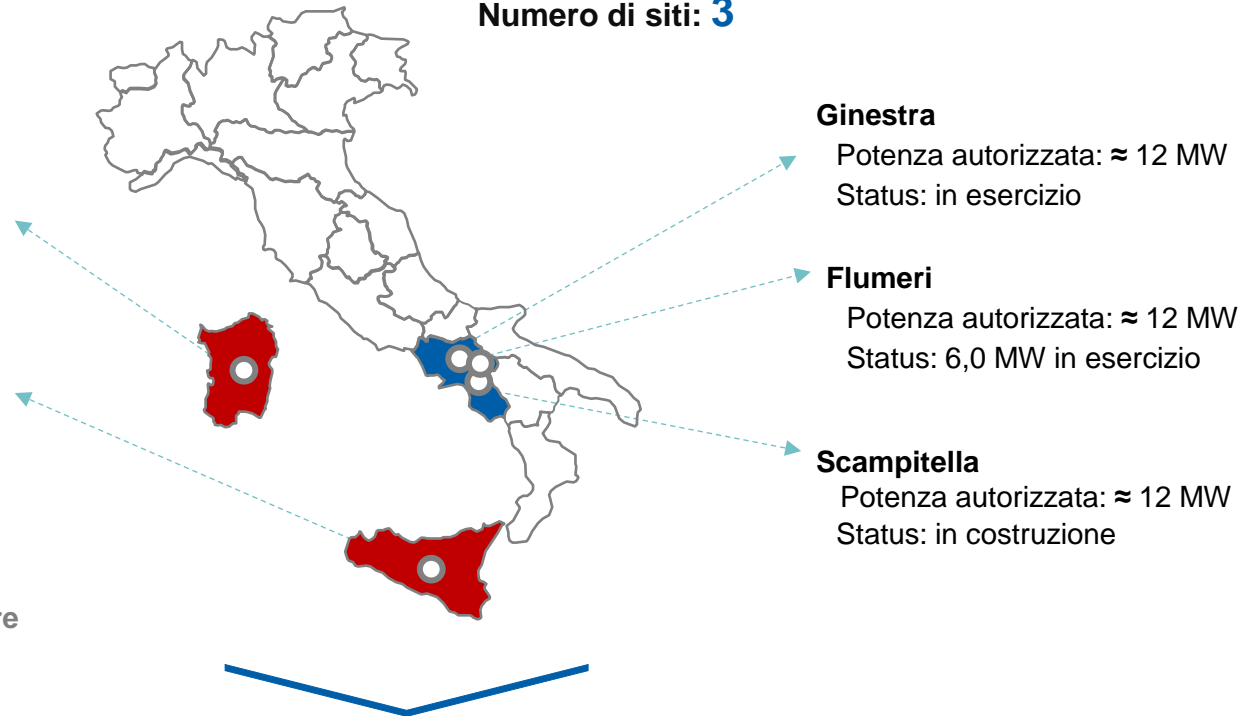 Numero di siti: 3
Ginestra
Potenza autorizzata: ≈ 12 MW
Status: in esercizio
Flumeri
Potenza autorizzata: ≈ 12 MW
Status: 6,0 MW in esercizio
Scampitella
Potenza autorizzata: ≈ 12 MW
Status: in costruzione